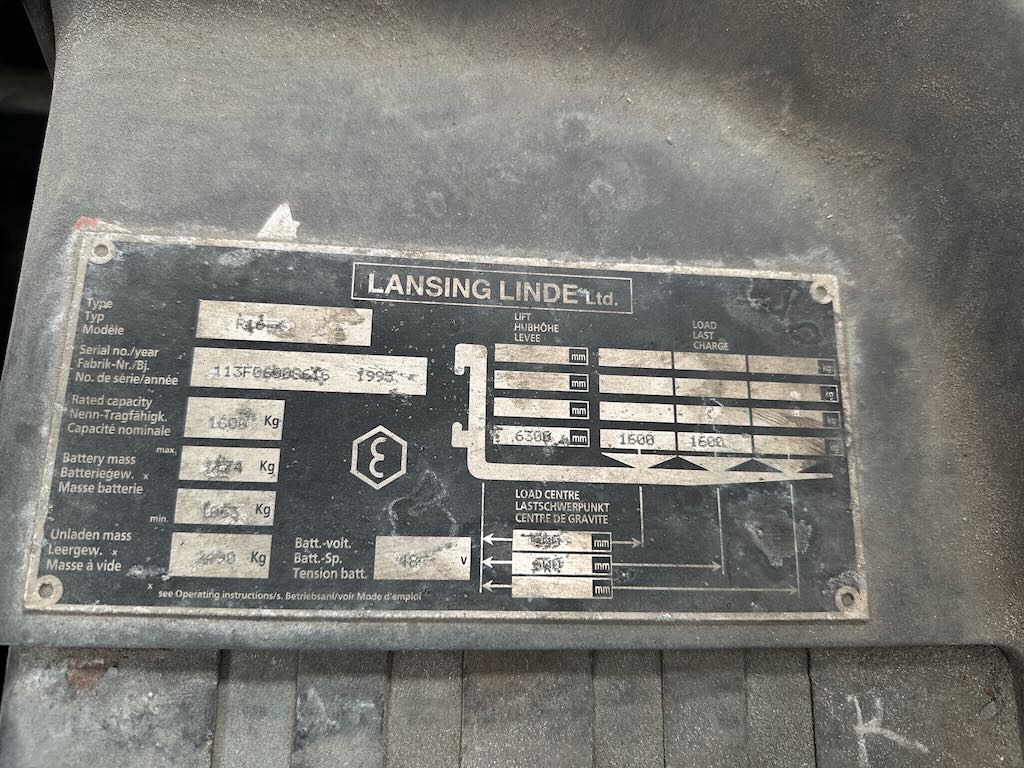 LANSING LINDE Ltd.
Type
Typ
Modèle
Serial no./year
Fabrik-Nr./Bj.
No. de série/année
1995
Rated capacity
Nenn-Tragfähigk.
Capacité nominale
1600 Kg
max.
Battery mass
Batteriegew. x
Masse batterie
Kg
min.
Kg
Unladen mass
Leergew. x
Masse à vide
Kg
Batt.-volt.
Batt.-Sp.
Tension batt.
48 V
x see Operating instructions/s. Betriebsanl/voir Mode d'emploi
ε
LIFT
HUBHÖHE
LEVEE
LOAD
LAST
CHARGE
mm kg
mm kg
mm kg
6300 mm 1600 1600 kg
LOAD CENTRE
LASTSCHWERPUNKT
CENTRE DE GRAVITE
mm
600 mm
mm
K